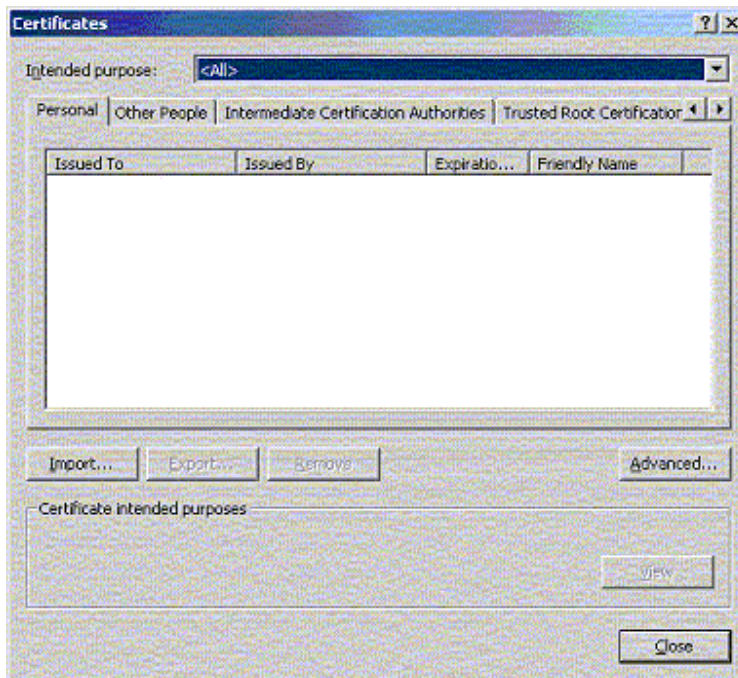 Certificates
Intended purpose: <All>
Personal Other People Intermediate Certification Authorities Trusted Root Certification
Issued To Issued By Expiratio... Friendly Name
Import... Export... Remove Advanced...
Certificate intended purposes
View
Close